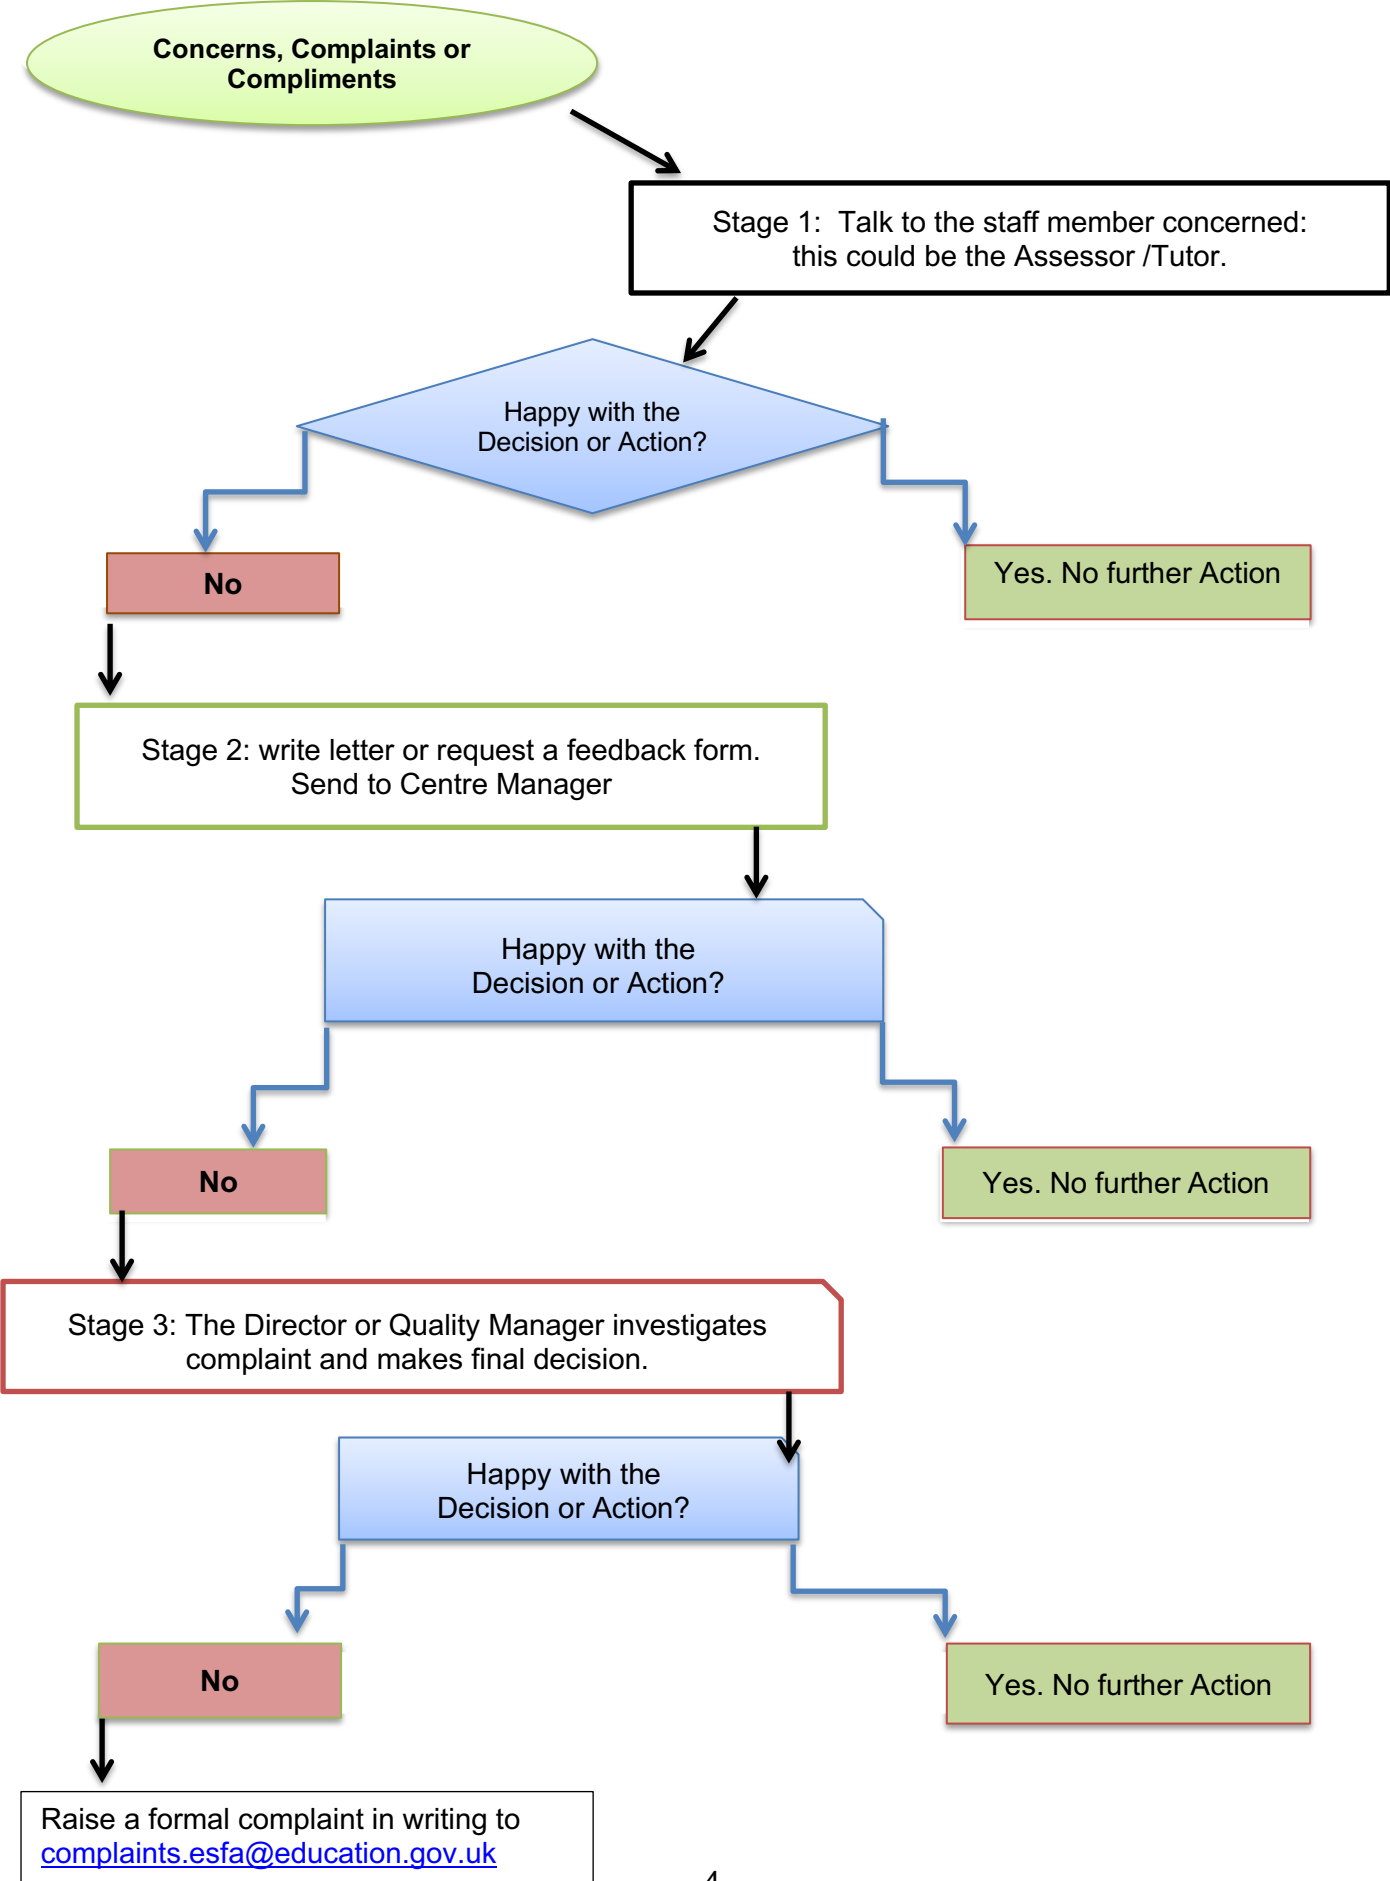 Concerns, Complaints or
Compliments
Stage 1:  Talk to the staff member concerned:
this could be the Assessor /Tutor.
Happy with the
Decision or Action?
No
Yes. No further Action
Stage 2: write letter or request a feedback form.
Send to Centre Manager
Happy with the
Decision or Action?
No
Yes. No further Action
Stage 3: The Director or Quality Manager investigates
complaint and makes final decision.
Happy with the
Decision or Action?
No
Yes. No further Action
Raise a formal complaint in writing to
complaints.esfa@education.gov.uk
4